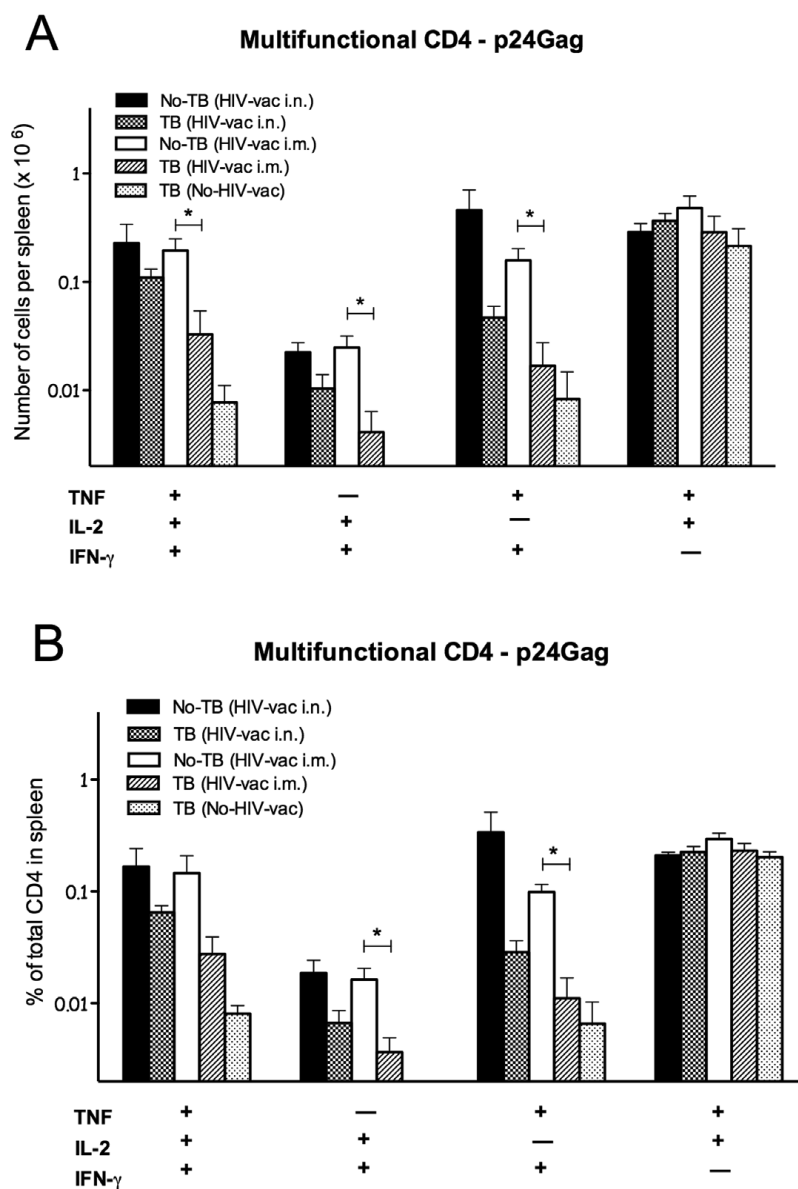 A
Multifunctional CD4 - p24Gag
No-TB (HIV-vac i.n.)
TB (HIV-vac i.n.)
No-TB (HIV-vac i.m.)
TB (HIV-vac i.m.)
TB (No-HIV-vac)
Number of cells per spleen (x 10 6)
1
0.1
0.01
* * *
TNF + — + +
IL-2 + + — +
IFN-γ + + + —
B
Multifunctional CD4 - p24Gag
No-TB (HIV-vac i.n.)
TB (HIV-vac i.n.)
No-TB (HIV-vac i.m.)
TB (HIV-vac i.m.)
TB (No-HIV-vac)
% of total CD4 in spleen
1
0.1
0.01
* *
TNF + — + +
IL-2 + + — +
IFN-γ + + + —